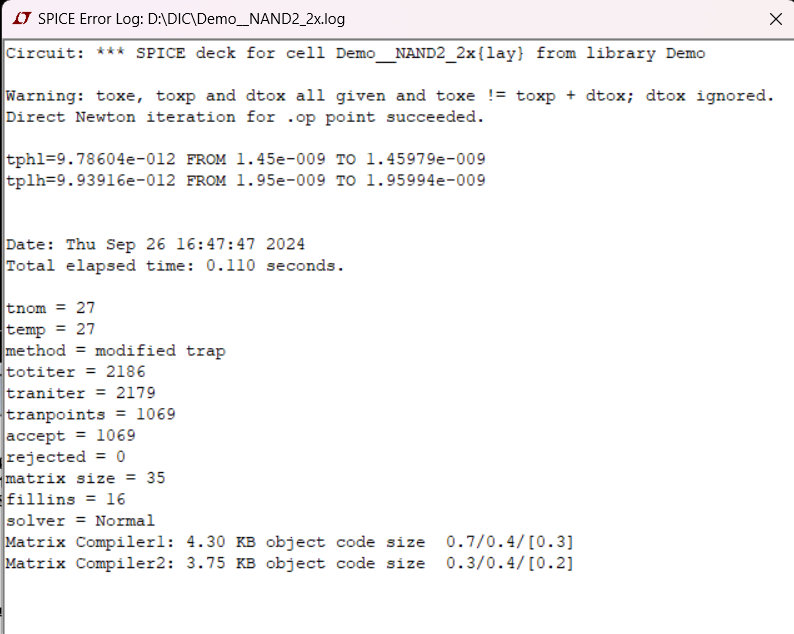 SPICE Error Log: D:\DIC\Demo__NAND2_2x.log
Circuit: *** SPICE deck for cell Demo__NAND2_2x{lay} from library Demo
Warning: toxe, toxp and dtox all given and toxe != toxp + dtox; dtox ignored.
Direct Newton iteration for .op point succeeded.
tphl=9.78604e-012 FROM 1.45e-009 TO 1.45979e-009
tplh=9.93916e-012 FROM 1.95e-009 TO 1.95994e-009
Date: Thu Sep 26 16:47:47 2024
Total elapsed time: 0.110 seconds.
tnom = 27
temp = 27
method = modified trap
totiter = 2186
traniter = 2179
tranpoints = 1069
accept = 1069
rejected = 0
matrix size = 35
fillins = 16
solver = Normal
Matrix Compiler1: 4.30 KB object code size  0.7/0.4/[0.3]
Matrix Compiler2: 3.75 KB object code size  0.3/0.4/[0.2]